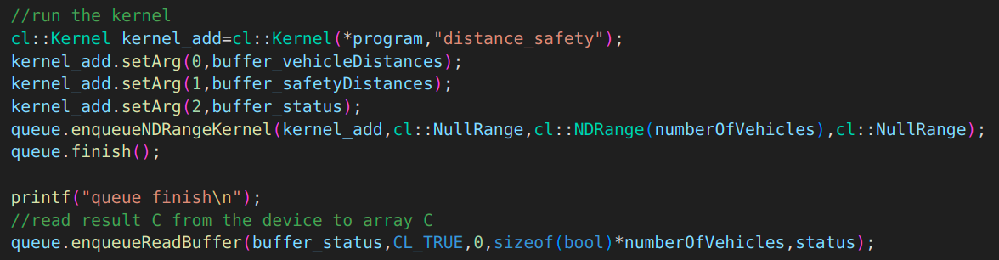 //run the kernel
cl::Kernel kernel_add=cl::Kernel(*program,"distance_safety");
kernel_add.setArg(0,buffer_vehicleDistances);
kernel_add.setArg(1,buffer_safetyDistances);
kernel_add.setArg(2,buffer_status);
queue.enqueueNDRangeKernel(kernel_add,cl::NullRange,cl::NDRange(numberOfVehicles),cl::NullRange);
queue.finish();

printf("queue finish\n");
//read result C from the device to array C
queue.enqueueReadBuffer(buffer_status,CL_TRUE,0,sizeof(bool)*numberOfVehicles,status);